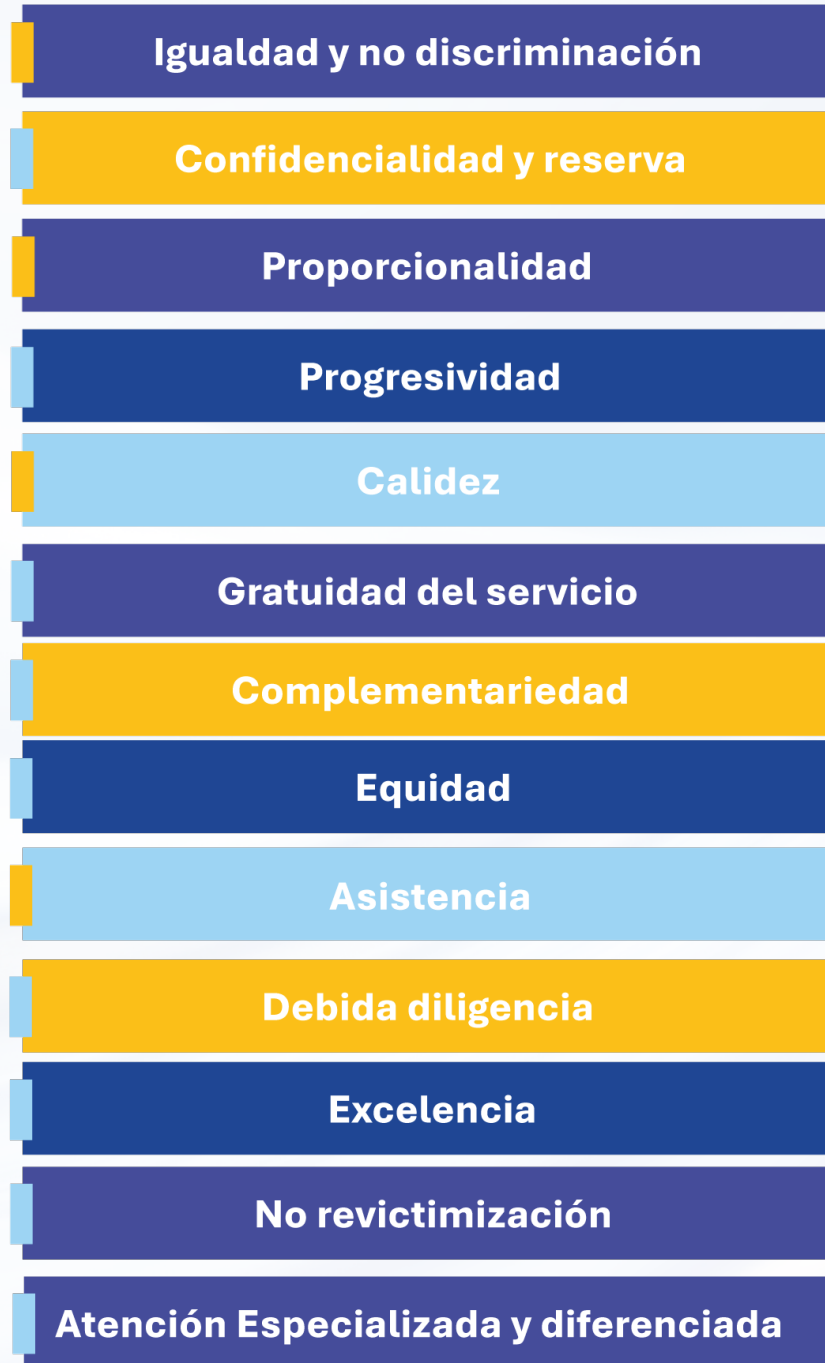 Igualdad y no discriminación
Confidencialidad y reserva
Proporcionalidad
Progresividad
Calidez
Gratuidad del servicio
Complementariedad
Equidad
Asistencia
Debida diligencia
Excelencia
No revictimización
Atención Especializada y diferenciada